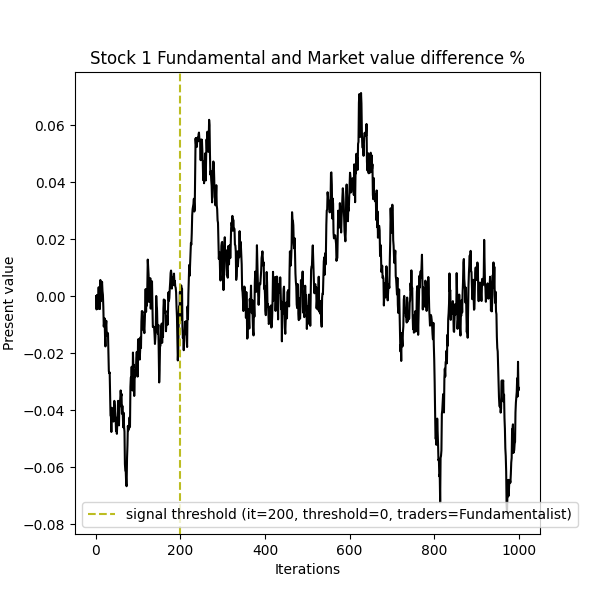 Stock 1 Fundamental and Market value difference %
Present value
0.06
0.04
0.02
0.00
−0.02
−0.04
−0.06
−0.08
signal threshold (it=200, threshold=0, traders=Fundamentalist)
0 200 400 600 800 1000
Iterations